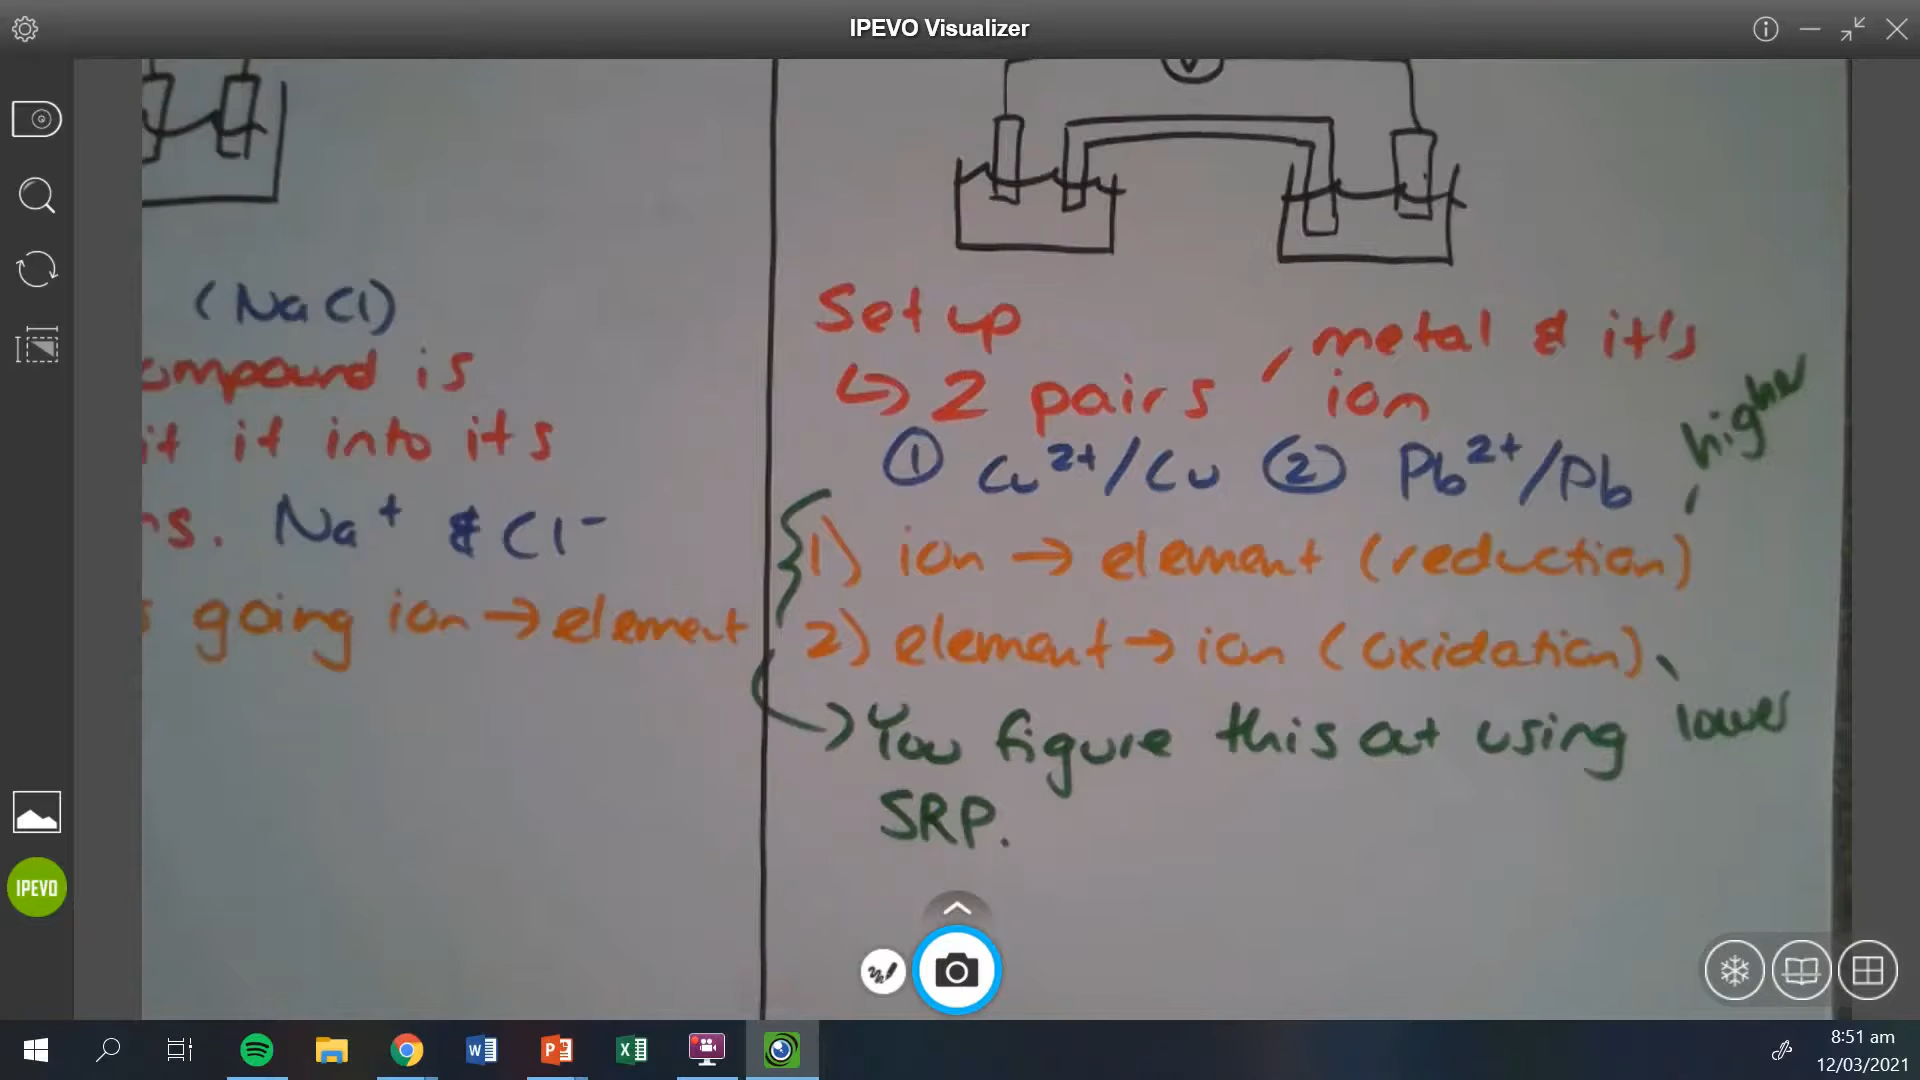 IPEVO Visualizer
V
(NaCl)
ompound is
it it into its
ns. Na⁺ & Cl⁻
s going ion → element
Set up
↳ 2 pairs
metal & it's
ion
① Cu²⁺/Cu ② Pb²⁺/Pb
higher
1) ion → element (reduction)
2) element → ion (oxidation)
lower
→ You figure this out using
SRP.
IPEVO
8:51 am
12/03/2021